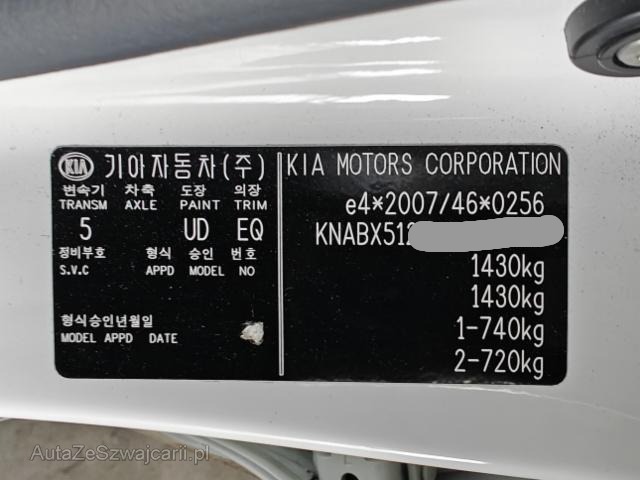 KIA 기아자동차(주)
변속기 차축 도장 의장
TRANSM AXLE PAINT TRIM
5 UD EQ
정비부호 형식 승인 번호
S.V.C APPD MODEL NO
형식승인년월일
MODEL APPD DATE
KIA MOTORS CORPORATION
e4*2007/46*0256
KNABX512
1430kg
1430kg
1-740kg
2-720kg
AutaZeSzwajcarii.pl